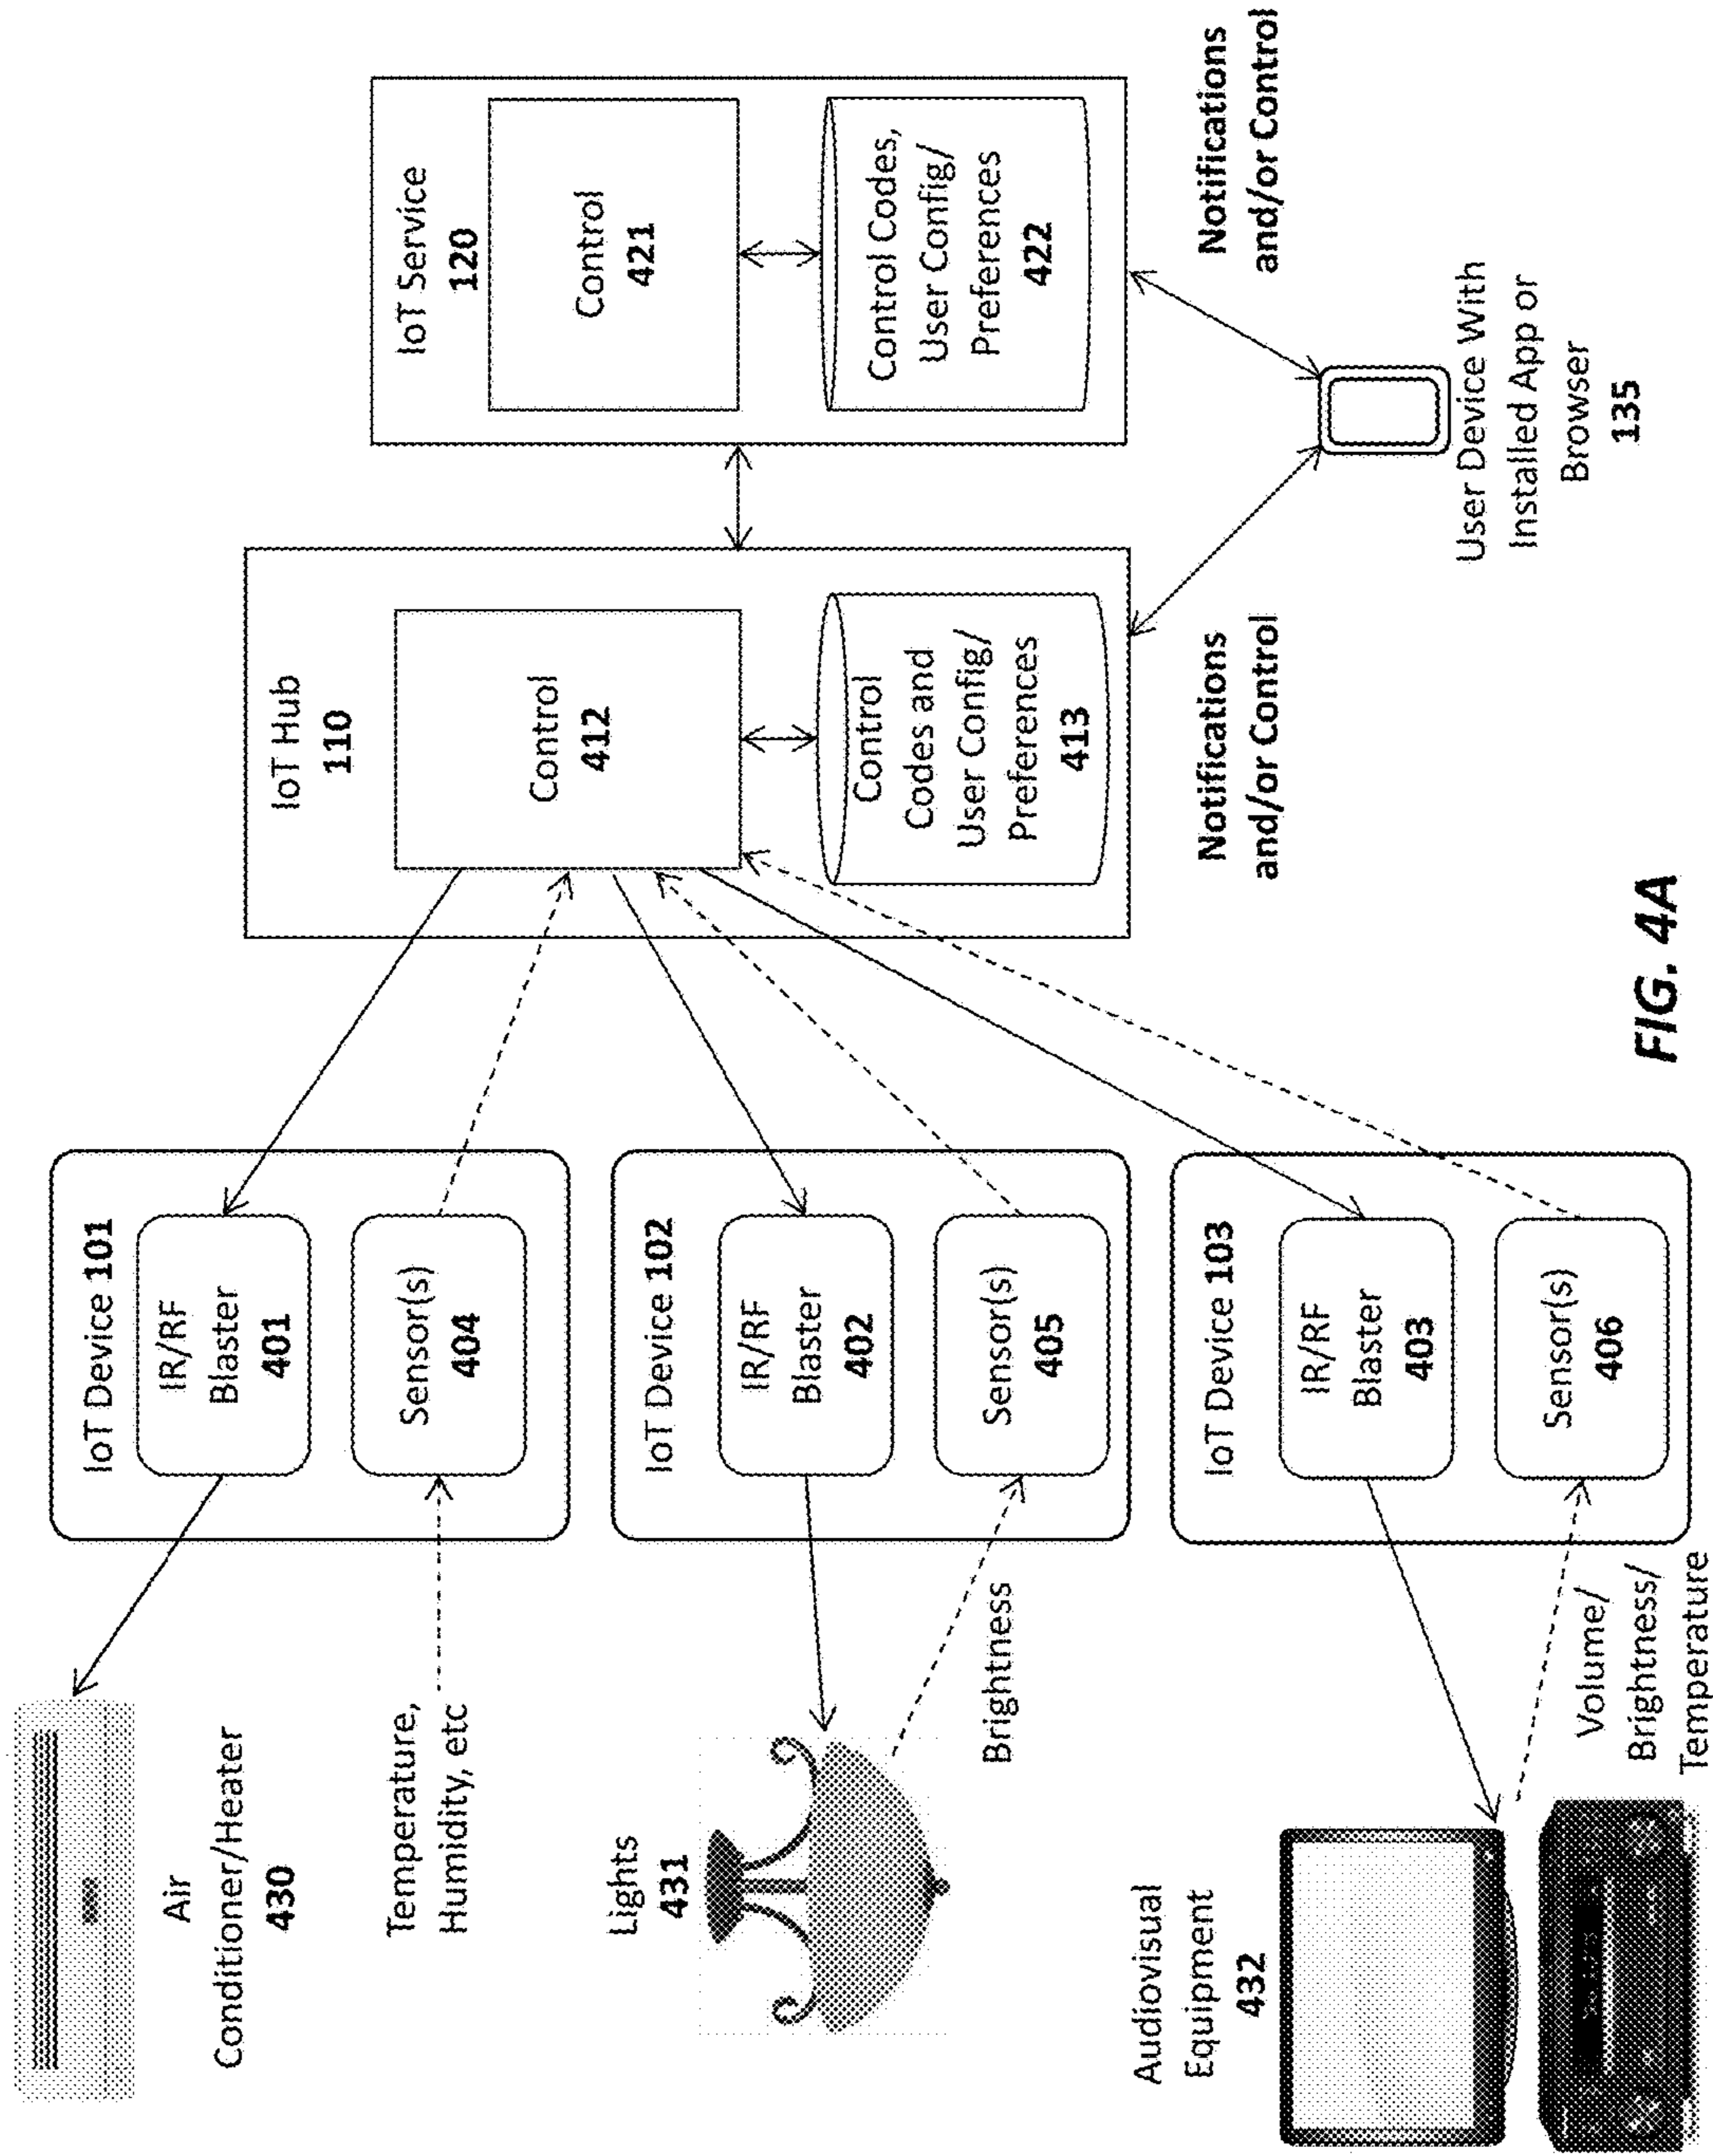 Air
Conditioner/Heater
430
Temperature,
Humidity, etc
Lights
431
Brightness
Audiovisual
Equipment
432
Volume/
Brightness/
Temperature
IoT Device 101
IR/RF
Blaster
401
Sensor(s)
404
IoT Device 102
IR/RF
Blaster
402
Sensor(s)
405
IoT Device 103
IR/RF
Blaster
403
Sensor(s)
406
IoT Hub
110
Control
412
Control
Codes and
User Config/
Preferences
413
Notifications
and/or Control
IoT Service
120
Control
421
Control Codes,
User Config/
Preferences
422
Notifications
and/or Control
User Device With
Installed App or
Browser
135
FIG. 4A